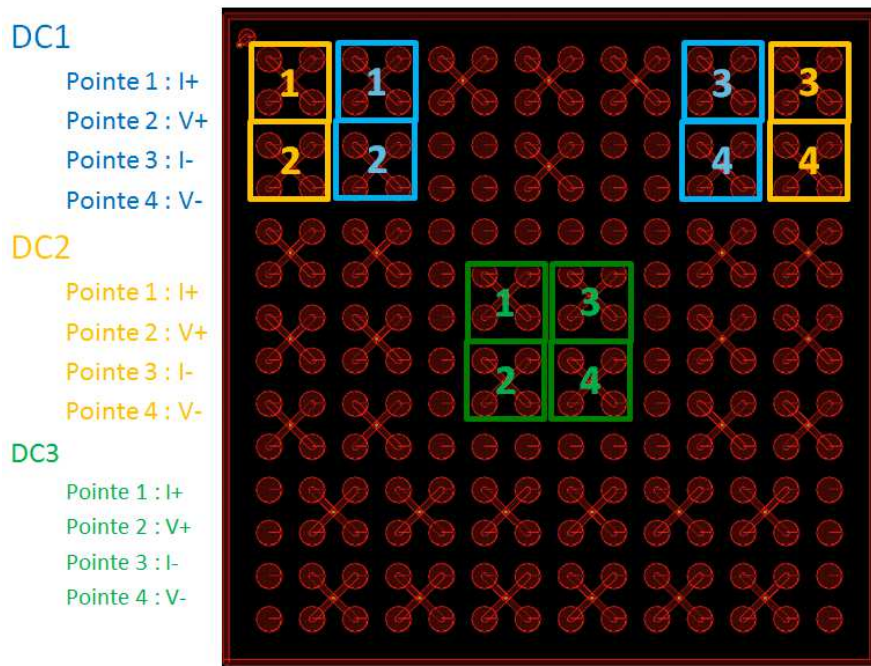 DC1
Pointe 1 : I+
Pointe 2 : V+
Pointe 3 : I-
Pointe 4 : V-
DC2
Pointe 1 : I+
Pointe 2 : V+
Pointe 3 : I-
Pointe 4 : V-
DC3
Pointe 1 : I+
Pointe 2 : V+
Pointe 3 : I-
Pointe 4 : V-
1 1 3 3
2 2 4 4
1 3
2 4